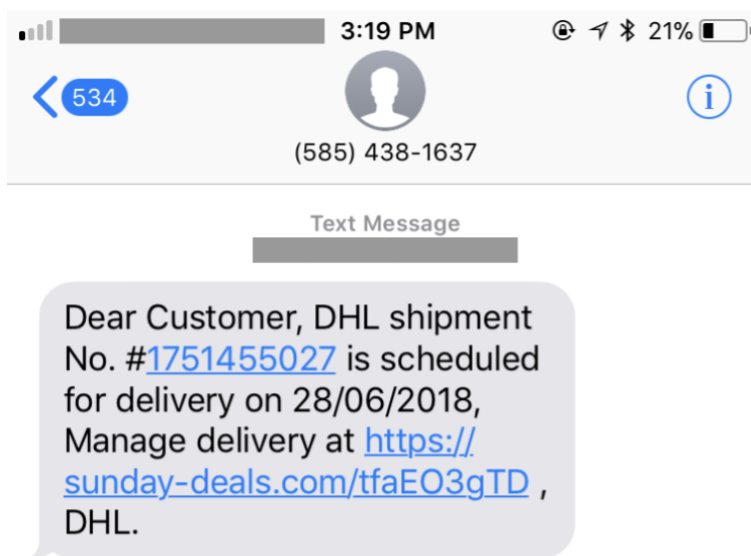 3:19 PM 21%
534
i
(585) 438-1637
Text Message
Dear Customer, DHL shipment
No. #1751455027 is scheduled
for delivery on 28/06/2018,
Manage delivery at https://
sunday-deals.com/tfaEO3gTD ,
DHL.